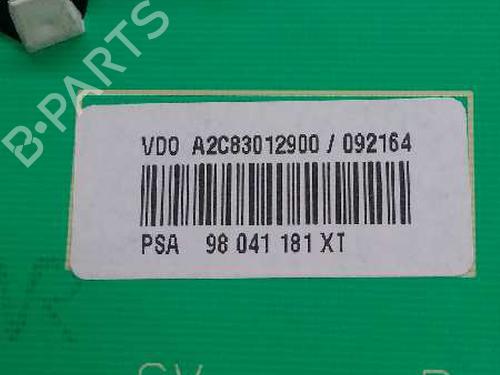 B-PARTS
VDO A2C83012900 / 092164
PSA 98 041 181 XT